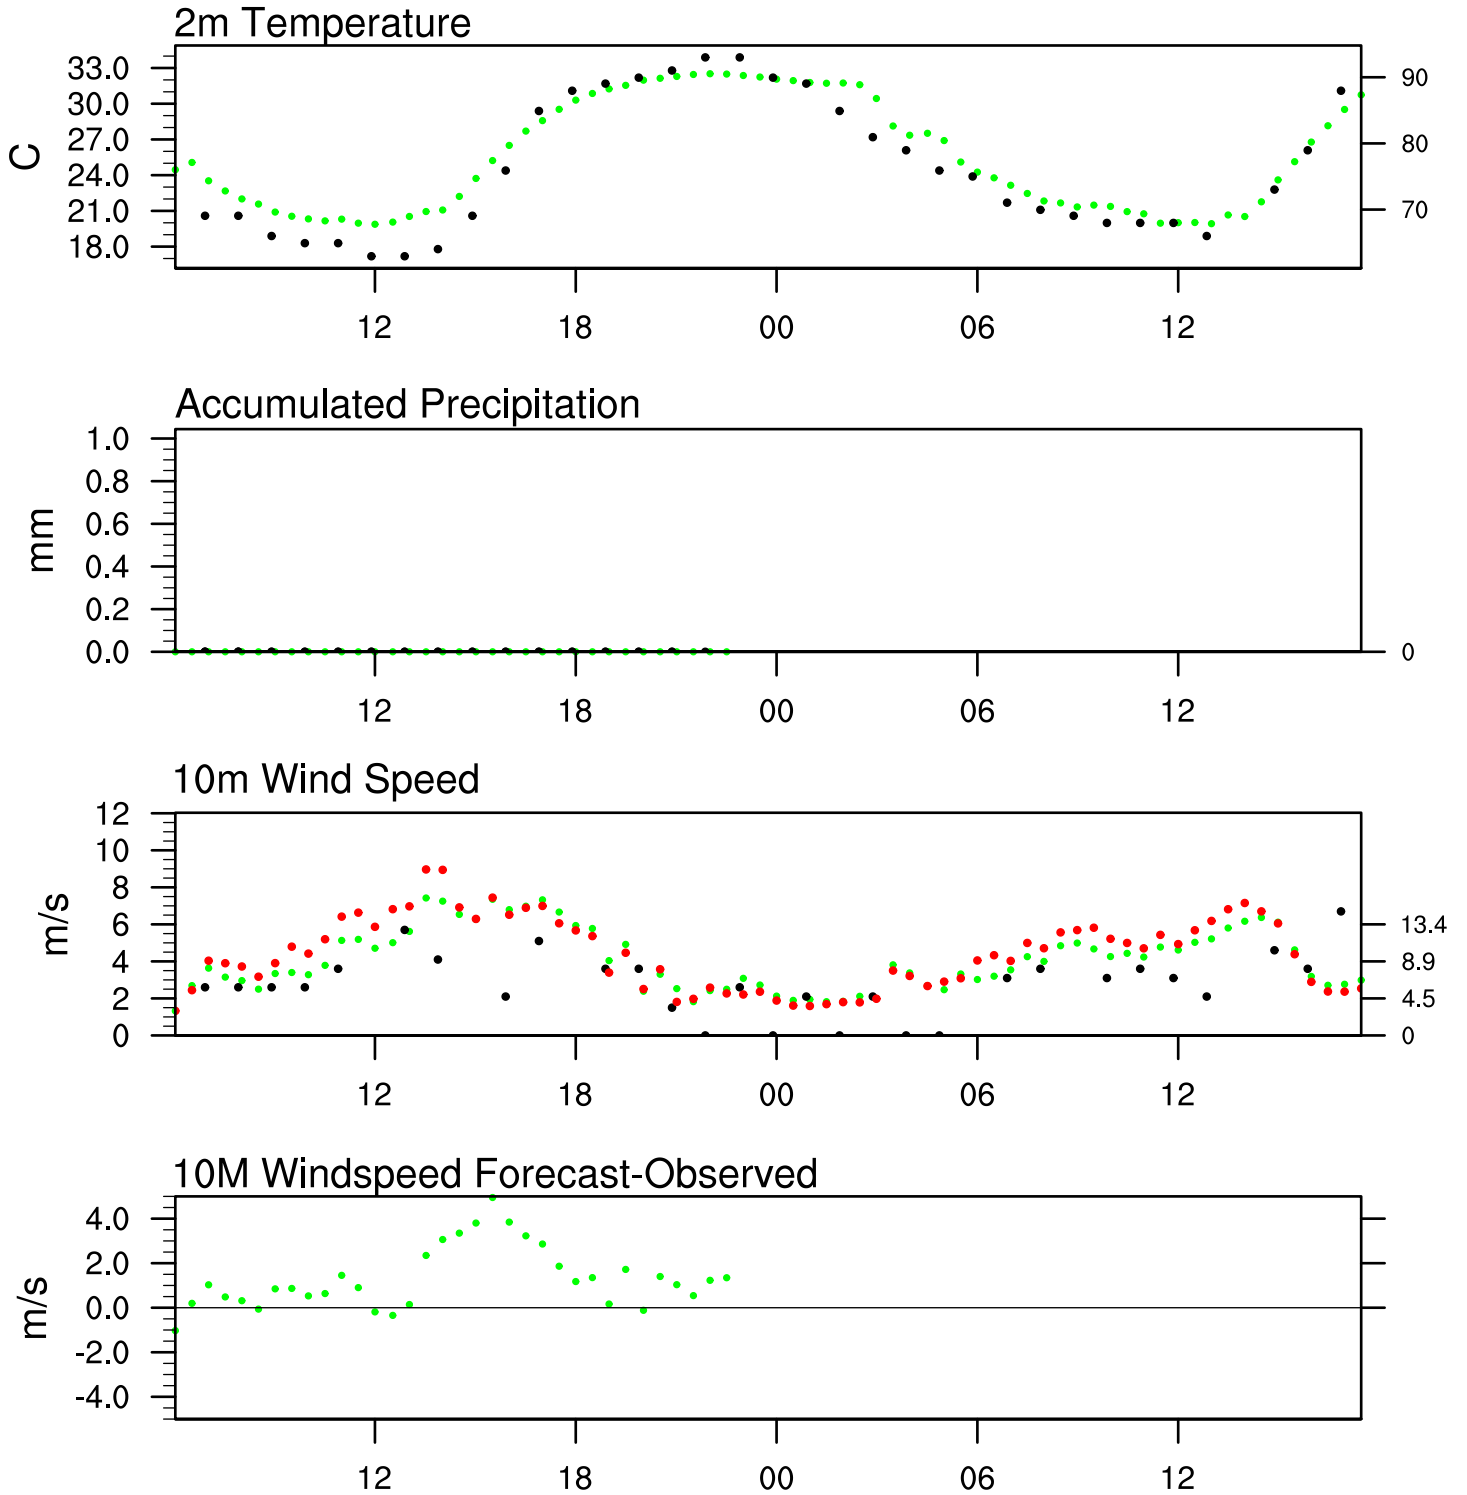 2m Temperature
C
33.0
30.0
27.0
24.0
21.0
18.0
90
80
70
12 18 00 06 12
Accumulated Precipitation
mm
1.0
0.8
0.6
0.4
0.2
0.0
0
12 18 00 06 12
10m Wind Speed
m/s
12
10
8
6
4
2
0
13.4
8.9
4.5
0
12 18 00 06 12
10M Windspeed Forecast-Observed
m/s
4.0
2.0
0.0
-2.0
-4.0
12 18 00 06 12